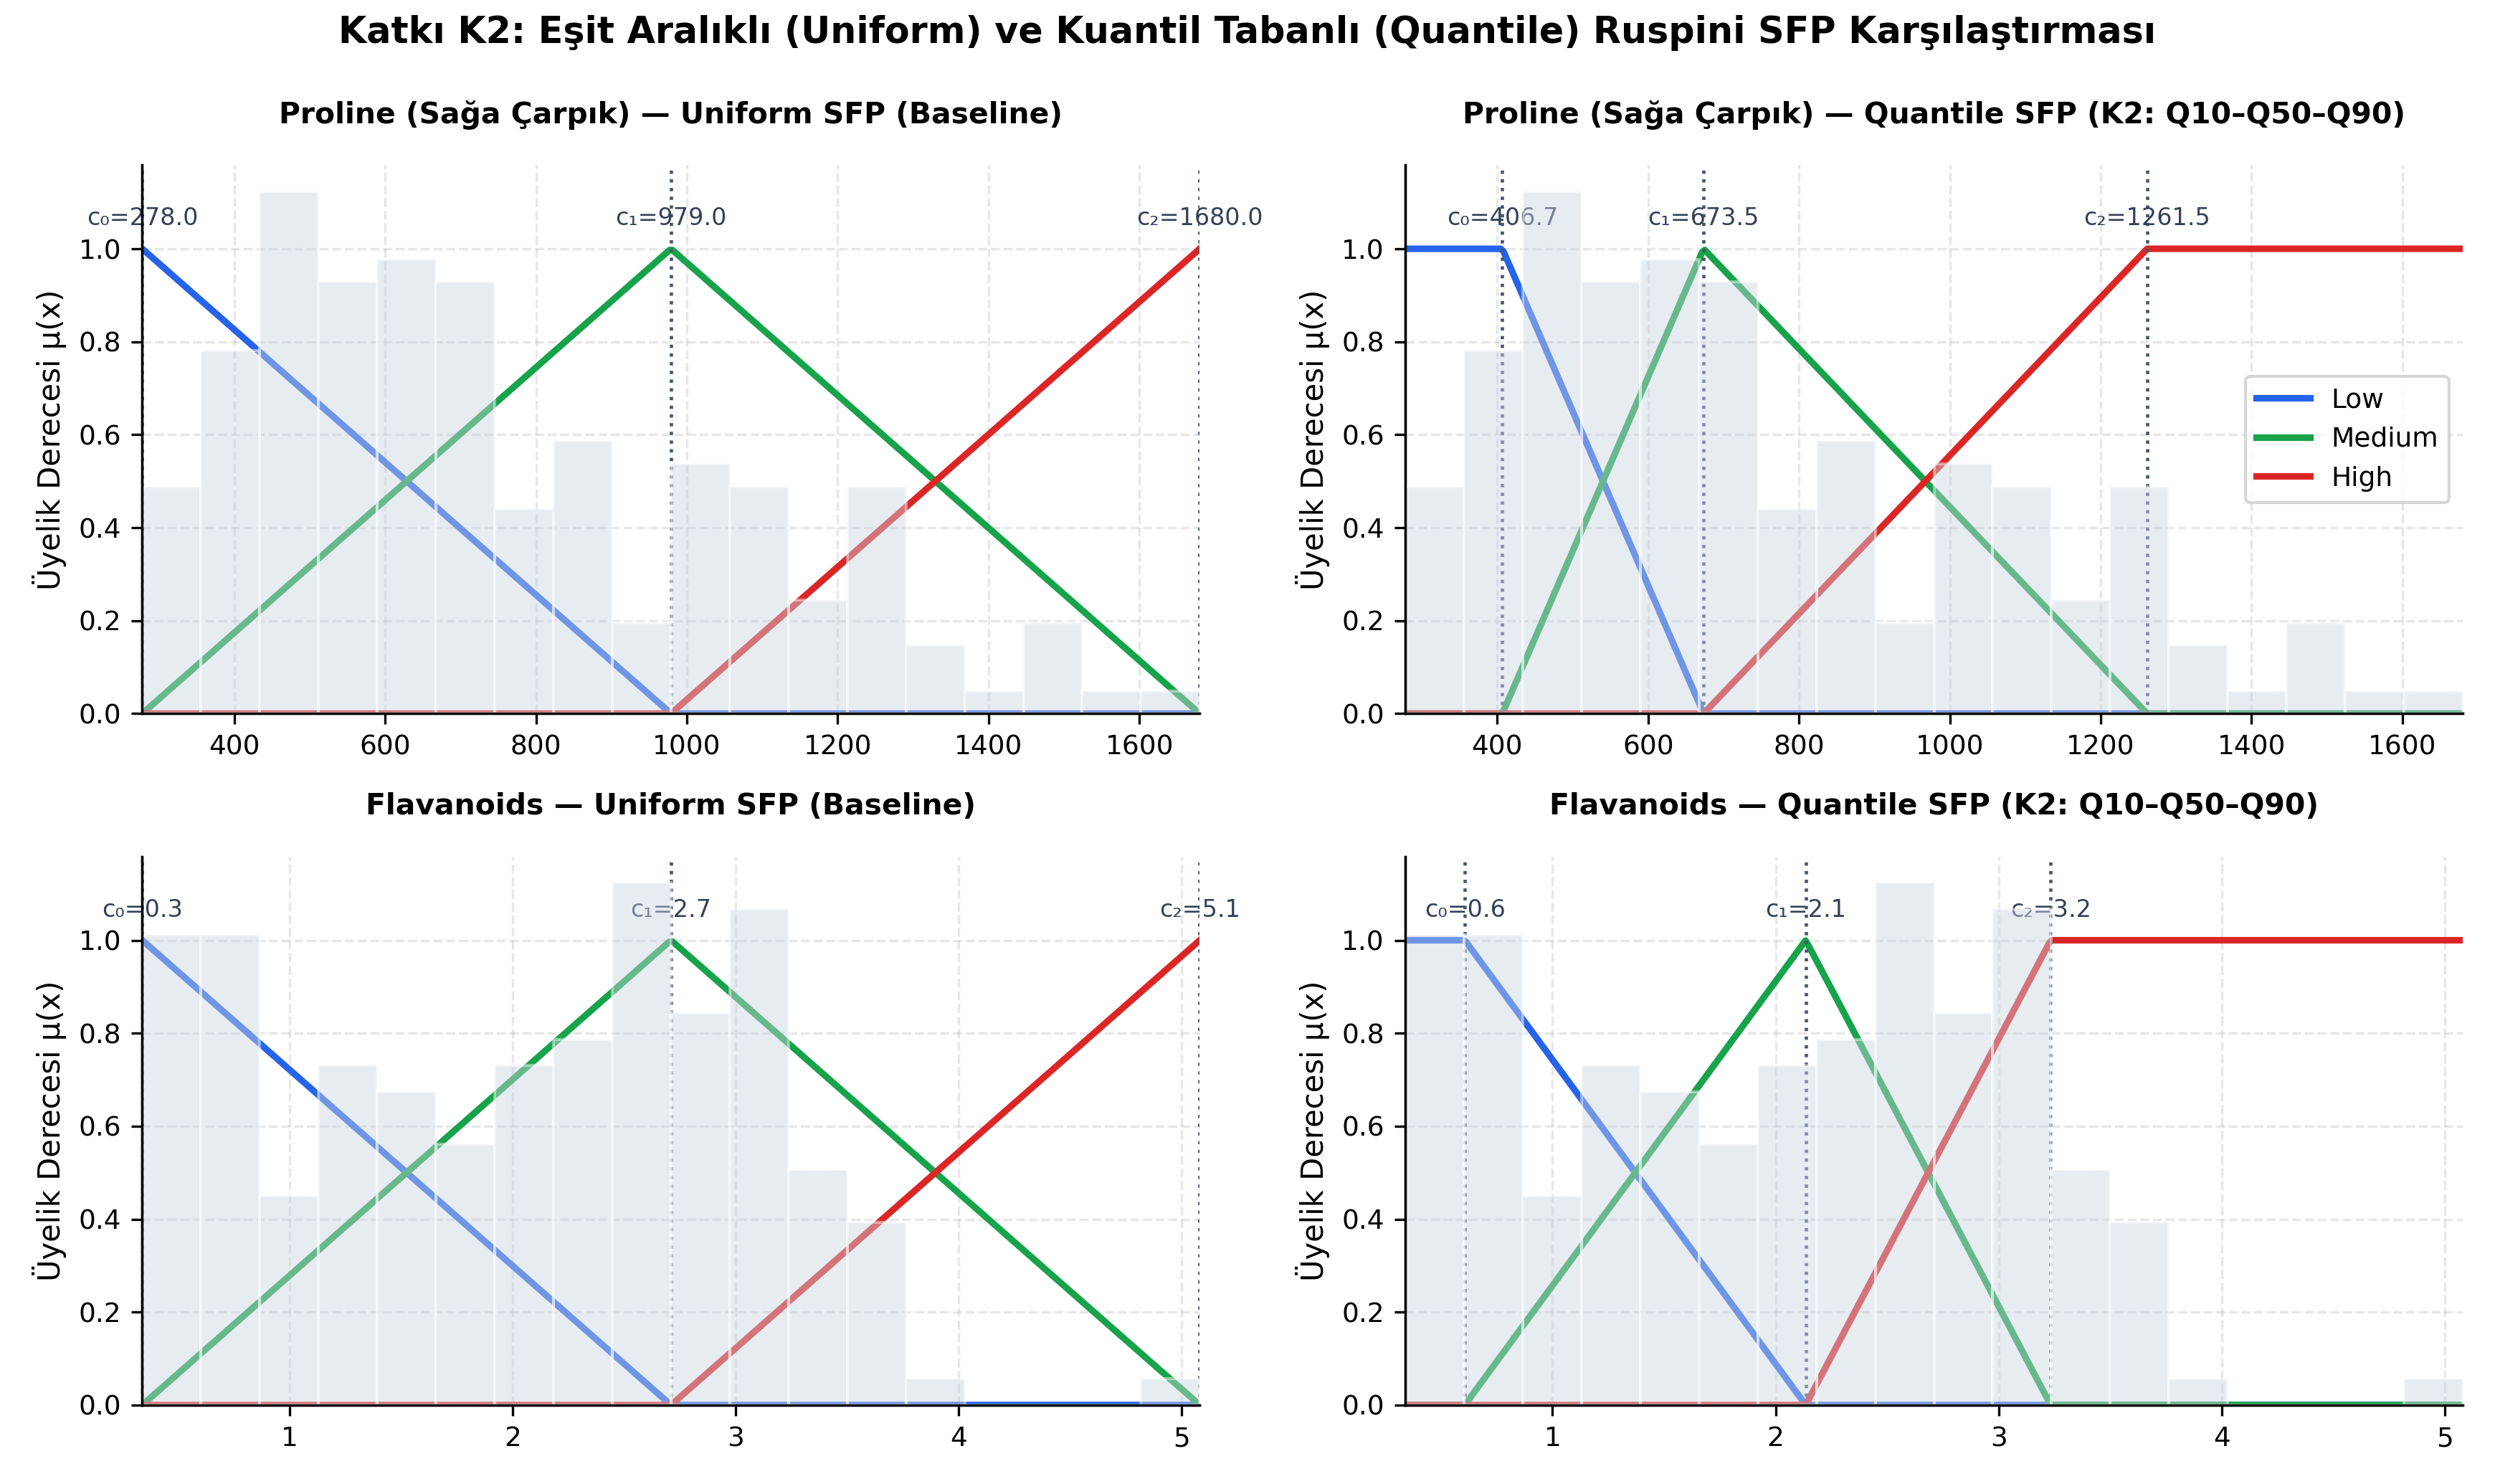 Katkı K2: Eşit Aralıklı (Uniform) ve Kuantil Tabanlı (Quantile) Ruspini SFP Karşılaştırması
Proline (Sağa Çarpık) — Uniform SFP (Baseline)
c₀=278.0
c₁=979.0
c₂=1680.0
Üyelik Derecesi µ(x)
1.0
0.8
0.6
0.4
0.2
0.0
400 600 800 1000 1200 1400 1600
Proline (Sağa Çarpık) — Quantile SFP (K2: Q10–Q50–Q90)
c₀=406.7
c₁=673.5
c₂=1261.5
Üyelik Derecesi µ(x)
1.0
0.8
0.6
0.4
0.2
0.0
400 600 800 1000 1200 1400 1600
Low
Medium
High
Flavanoids — Uniform SFP (Baseline)
c₀=0.3
c₁=2.7
c₂=5.1
Üyelik Derecesi µ(x)
1.0
0.8
0.6
0.4
0.2
0.0
1 2 3 4 5
Flavanoids — Quantile SFP (K2: Q10–Q50–Q90)
c₀=0.6
c₁=2.1
c₂=3.2
Üyelik Derecesi µ(x)
1.0
0.8
0.6
0.4
0.2
0.0
1 2 3 4 5